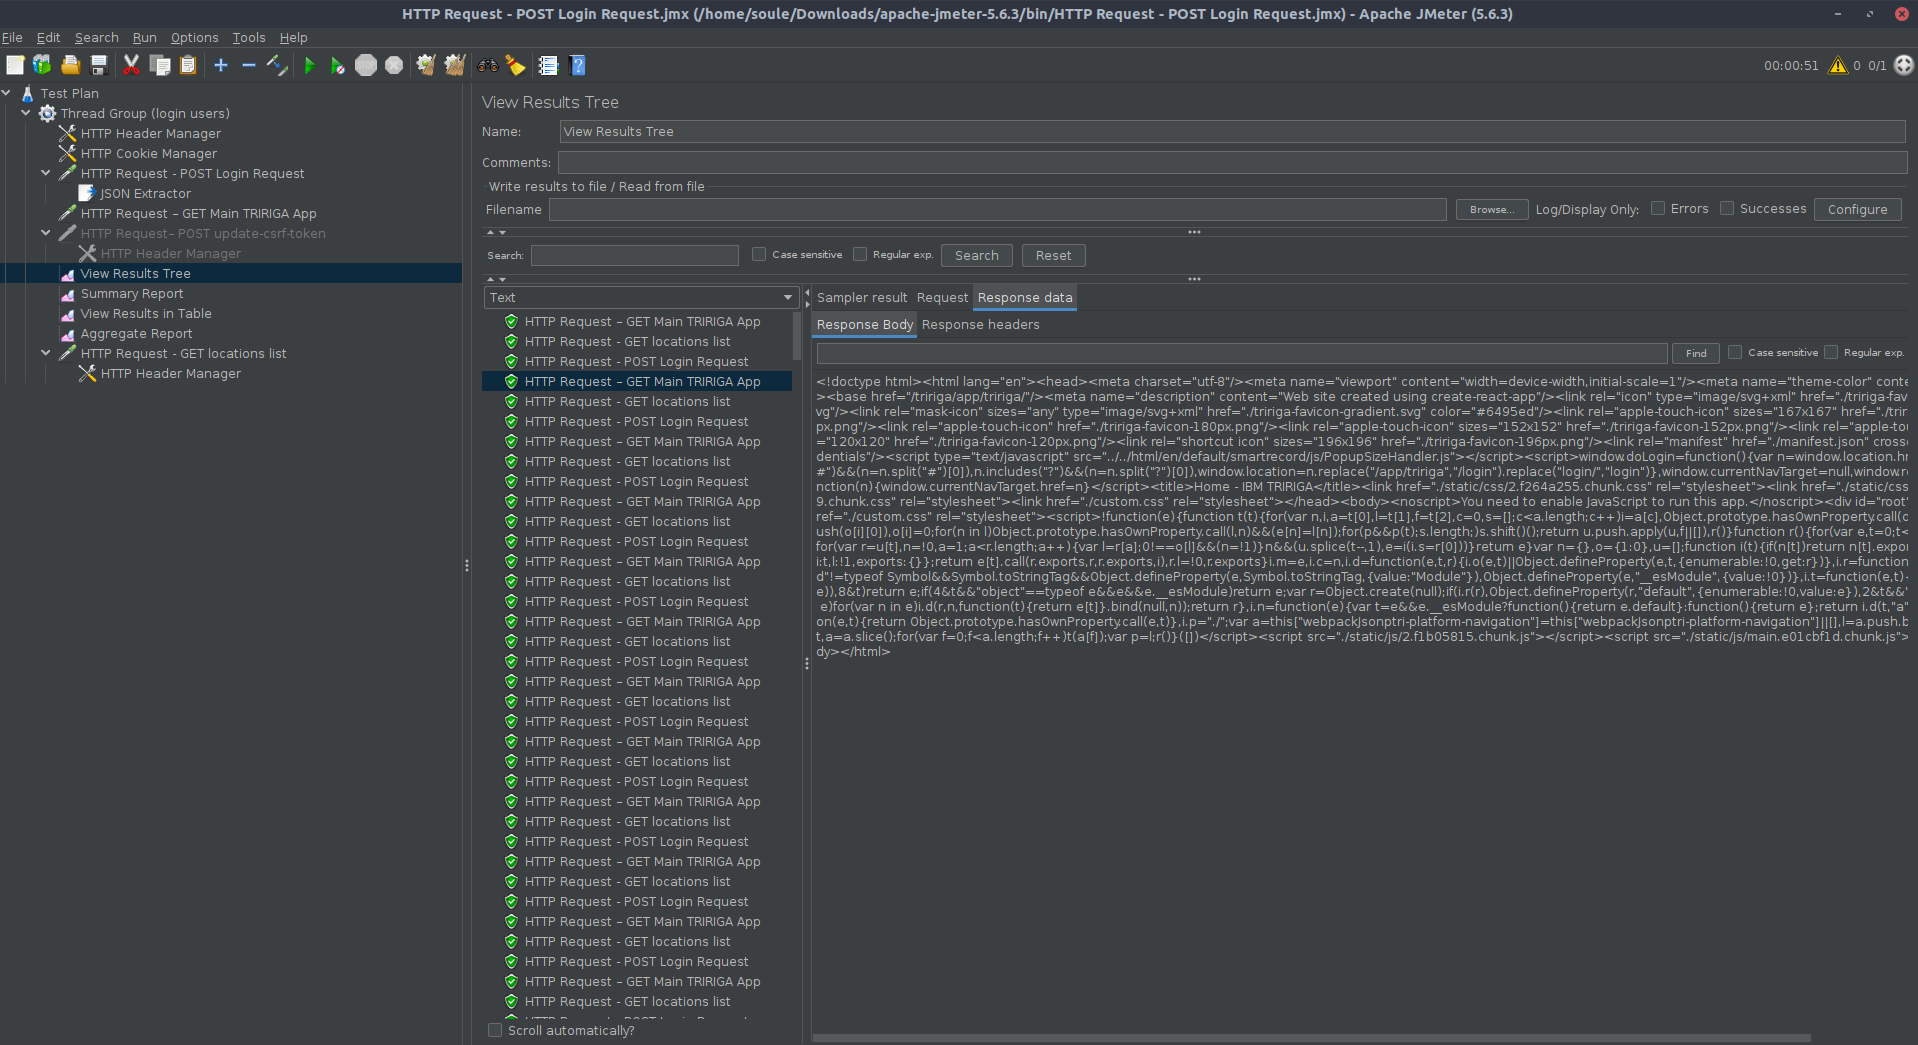 HTTP Request - POST Login Request.jmx (/home/soule/Downloads/apache-jmeter-5.6.3/bin/HTTP Request - POST Login Request.jmx) - Apache JMeter (5.6.3)
File Edit Search Run Options Tools Help
00:00:51 0 0/1
Test Plan
Thread Group (login users)
HTTP Header Manager
HTTP Cookie Manager
HTTP Request - POST Login Request
JSON Extractor
HTTP Request – GET Main TRIRIGA App
HTTP Request– POST update-csrf-token
HTTP Header Manager
View Results Tree
Summary Report
View Results in Table
Aggregate Report
HTTP Request - GET locations list
HTTP Header Manager
View Results Tree
Name: View Results Tree
Comments:
Write results to file / Read from file
Filename Browse... Log/Display Only: Errors Successes Configure
Search: Case sensitive Regular exp. Search Reset
Text
HTTP Request – GET Main TRIRIGA App
HTTP Request - GET locations list
HTTP Request - POST Login Request
HTTP Request – GET Main TRIRIGA App
HTTP Request - GET locations list
HTTP Request - POST Login Request
HTTP Request – GET Main TRIRIGA App
HTTP Request - GET locations list
HTTP Request - POST Login Request
HTTP Request – GET Main TRIRIGA App
HTTP Request - GET locations list
HTTP Request - POST Login Request
HTTP Request – GET Main TRIRIGA App
HTTP Request - GET locations list
HTTP Request - POST Login Request
HTTP Request – GET Main TRIRIGA App
HTTP Request - GET locations list
HTTP Request - POST Login Request
HTTP Request – GET Main TRIRIGA App
HTTP Request - GET locations list
HTTP Request - POST Login Request
HTTP Request – GET Main TRIRIGA App
HTTP Request - GET locations list
HTTP Request - POST Login Request
HTTP Request – GET Main TRIRIGA App
HTTP Request - GET locations list
HTTP Request - POST Login Request
HTTP Request – GET Main TRIRIGA App
HTTP Request - GET locations list
HTTP Request - POST Login Request
HTTP Request – GET Main TRIRIGA App
HTTP Request - GET locations list
HTTP Request - POST Login Request
HTTP Request – GET Main TRIRIGA App
HTTP Request - GET locations list
Scroll automatically?
Sampler result Request Response data
Response Body Response headers
Find Case sensitive Regular exp.
<!doctype html><html lang="en"><head><meta charset="utf-8"/><meta name="viewport" content="width=device-width,initial-scale=1"/><meta name="theme-color" conte
><base href="/tririga/app/tririga/"/><meta name="description" content="Web site created using create-react-app"/><link rel="icon" type="image/svg+xml" href="./tririga-fav
vg"/><link rel="mask-icon" sizes="any" type="image/svg+xml" href="./tririga-favicon-gradient.svg" color="#6495ed"/><link rel="apple-touch-icon" sizes="167x167" href="./trir
px.png"/><link rel="apple-touch-icon" href="./tririga-favicon-180px.png"/><link rel="apple-touch-icon" sizes="152x152" href="./tririga-favicon-152px.png"/><link rel="apple-tou
="120x120" href="./tririga-favicon-120px.png"/><link rel="shortcut icon" sizes="196x196" href="./tririga-favicon-196px.png"/><link rel="manifest" href="./manifest.json" cross
dentials"/><script type="text/javascript" src="../../html/en/default/smartrecord/js/PopupSizeHandler.js"></script><script>window.doLogin=function(){var n=window.location.hr
#")&&(n=n.split("#")[0]),n.includes("?")&&(n=n.split("?")[0]),window.location=n.replace("/app/tririga","/login").replace("login/","login")},window.currentNavTarget=null,window.re
nction(n){window.currentNavTarget.href=n}</script><title>Home - IBM TRIRIGA</title><link href="./static/css/2.f264a255.chunk.css" rel="stylesheet"><link href="./static/css
9.chunk.css" rel="stylesheet"><link href="./custom.css" rel="stylesheet"></head><body><noscript>You need to enable JavaScript to run this app.</noscript><div id="root"
ref="./custom.css" rel="stylesheet"><script>!function(e){function t(t){for(var n,i,a=t[0],l=t[1],f=t[2],c=0,s=[];c<a.length;c++)i=a[c],Object.prototype.hasOwnProperty.call(o
ush(o[i][0]),o[i]=0;for(n in l)Object.prototype.hasOwnProperty.call(l,n)&&(e[n]=l[n]);for(p&&p(t);s.length;)s.shift()();return u.push.apply(u,f||[]),r()}function r(){for(var e,t=0;t<
for(var r=u[t],n=!0,a=1;a<r.length;a++){var l=r[a];0!==o[l]&&(n=!1)}n&&(u.splice(t--,1),e=i(i.s=r[0]))}return e}var n={},o={1:0},u=[];function i(t){if(n[t])return n[t].expor
i:t,l:!1,exports:{}};return e[t].call(r.exports,r,r.exports,i),r.l=!0,r.exports}i.m=e,i.c=n,i.d=function(e,t,r){i.o(e,t)||Object.defineProperty(e,t,{enumerable:!0,get:r})},i.r=function
d"!=typeof Symbol&&Symbol.toStringTag&&Object.defineProperty(e,Symbol.toStringTag,{value:"Module"}),Object.defineProperty(e,"__esModule",{value:!0})},i.t=function(e,t)
e)),8&t)return e;if(4&t&&"object"==typeof e&&e&&e.__esModule)return e;var r=Object.create(null);if(i.r(r),Object.defineProperty(r,"default",{enumerable:!0,value:e}),2&t&&"
e)for(var n in e)i.d(r,n,function(t){return e[t]}.bind(null,n));return r},i.n=function(e){var t=e&&e.__esModule?function(){return e.default}:function(){return e};return i.d(t,"a"
on(e,t){return Object.prototype.hasOwnProperty.call(e,t)},i.p="./";var a=this["webpackJsonptri-platform-navigation"]=this["webpackJsonptri-platform-navigation"]||[],l=a.push.b
t,a=a.slice();for(var f=0;f<a.length;f++)t(a[f]);var p=l;r()}([])</script><script src="./static/js/2.f1b05815.chunk.js"></script><script src="./static/js/main.e01cbf1d.chunk.js">
dy></html>